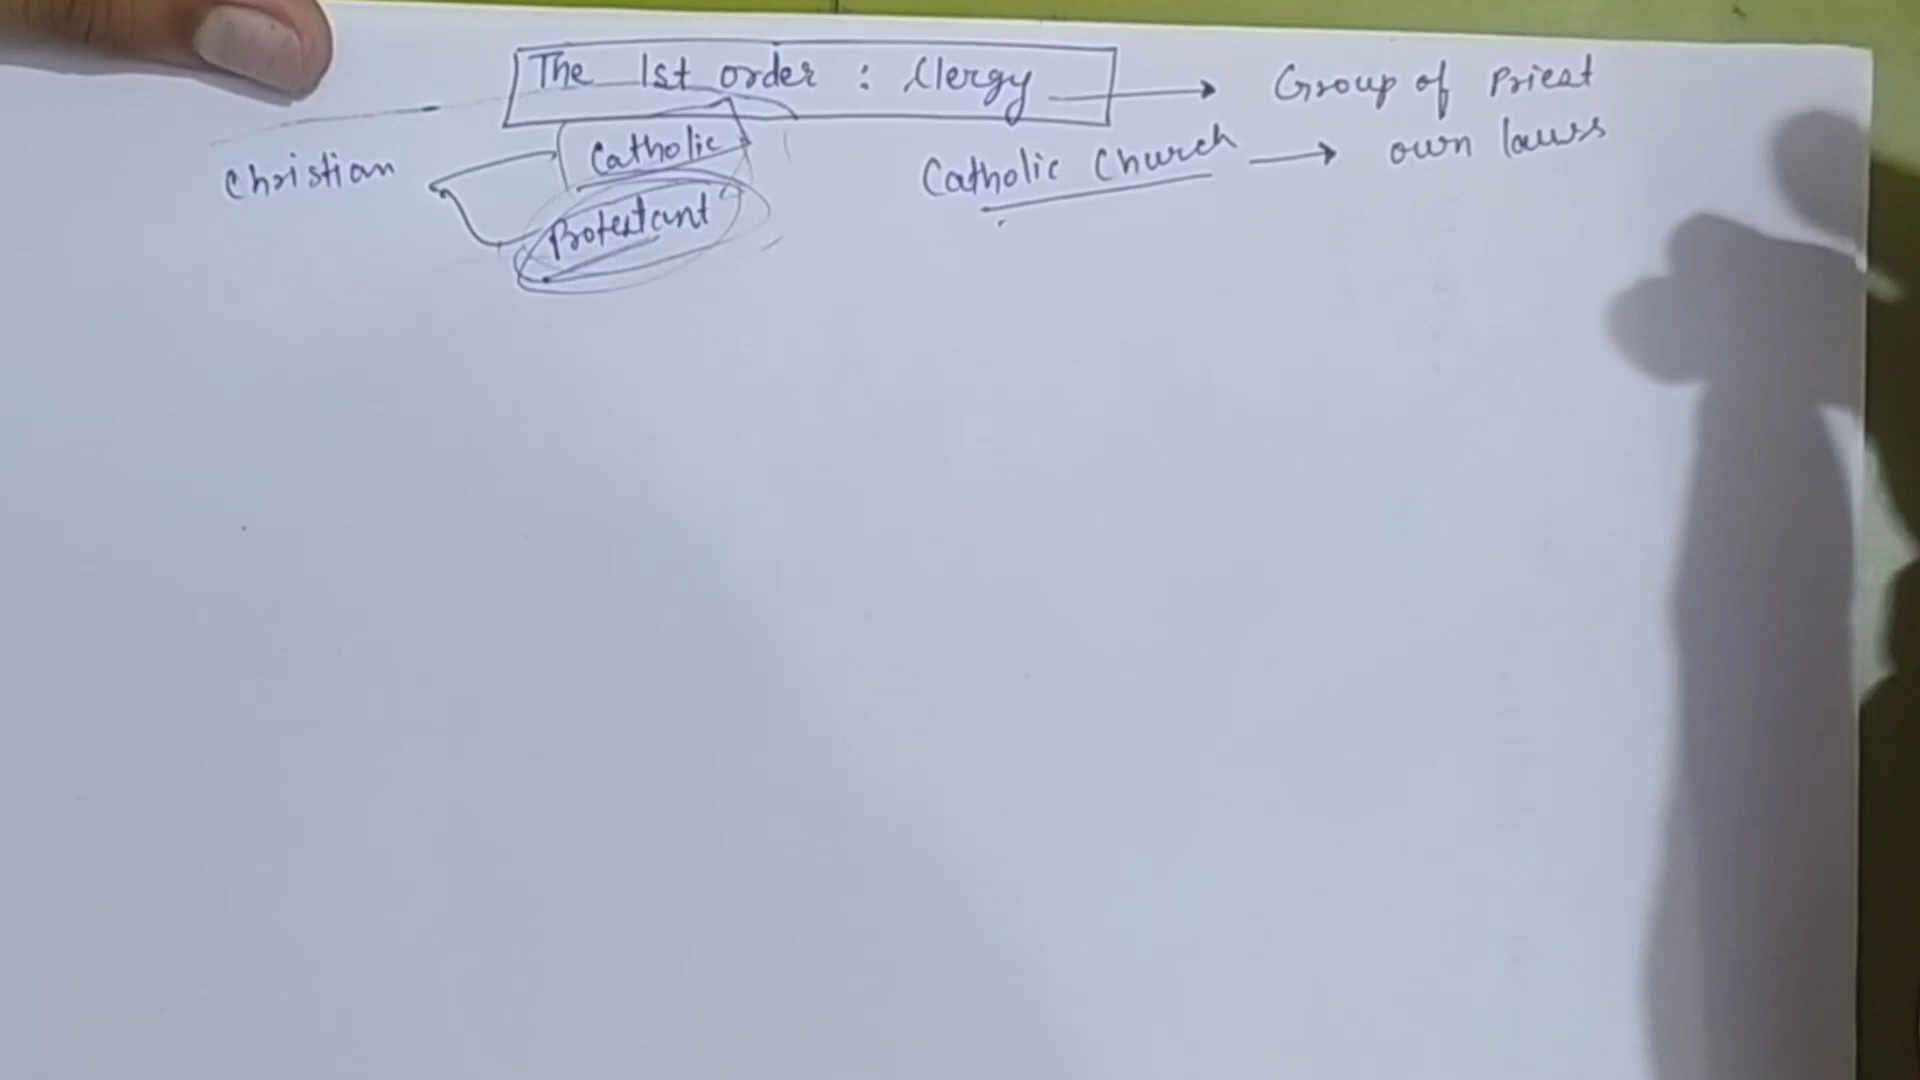 The 1st order : Clergy → Group of Priest
Christian
Catholic
Protestant
Catholic Church → own laws